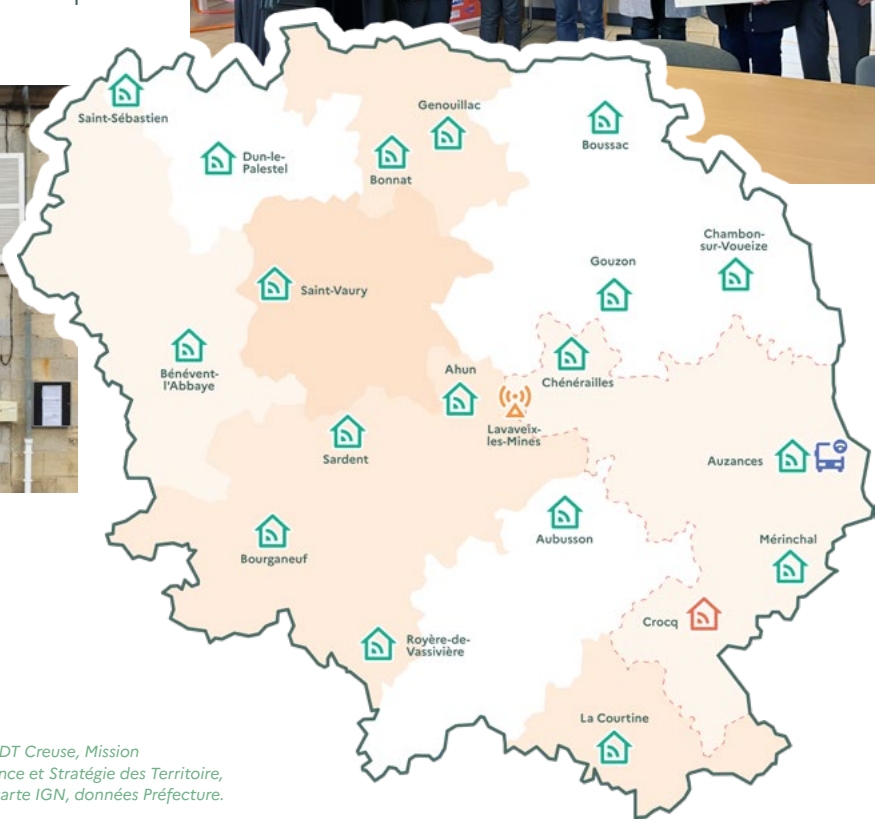 Saint-Sébastien
Genouillac
Boussac
Dun-le-
Palestel
Bonnat
Chambon-
sur-Voueize
Gouzon
Saint-Vaury
Bénévent-
l'Abbaye
Ahun
Chénérailles
Lavaveix-
les-Mines
Sardent
Auzances
Aubusson
Mérinchal
Bourganeuf
Crocq
Royère-de-
Vassivière
La Courtine
DT Creuse, Mission
nce et Stratégie des Territoire,
arte IGN, données Préfecture.